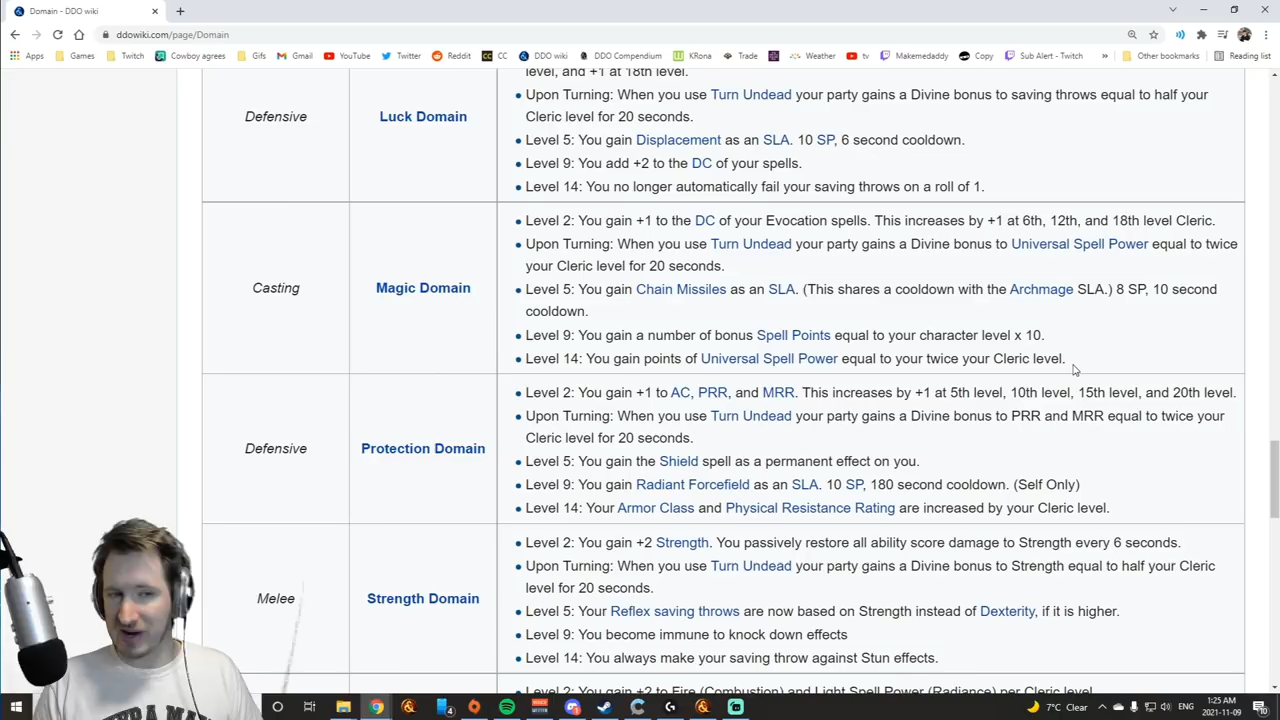 Domain - DDO wiki
ddowiki.com/page/Domain
Apps Games Twitch Cowboy agrees Gifs Gmail YouTube Twitter Reddit CC CC DDO wiki DDO Compendium KRona Trade Weather tv Makemedaddy Copy Sub Alert - Twitch » Other bookmarks Reading list
level, and +1 at 18th level.
• Upon Turning: When you use Turn Undead your party gains a Divine bonus to saving throws equal to half your
Cleric level for 20 seconds.
Defensive Luck Domain
• Level 5: You gain Displacement as an SLA. 10 SP, 6 second cooldown.
• Level 9: You add +2 to the DC of your spells.
• Level 14: You no longer automatically fail your saving throws on a roll of 1.
• Level 2: You gain +1 to the DC of your Evocation spells. This increases by +1 at 6th, 12th, and 18th level Cleric.
• Upon Turning: When you use Turn Undead your party gains a Divine bonus to Universal Spell Power equal to twice
your Cleric level for 20 seconds.
Casting Magic Domain
• Level 5: You gain Chain Missiles as an SLA. (This shares a cooldown with the Archmage SLA.) 8 SP, 10 second
cooldown.
• Level 9: You gain a number of bonus Spell Points equal to your character level x 10.
• Level 14: You gain points of Universal Spell Power equal to your twice your Cleric level.
• Level 2: You gain +1 to AC, PRR, and MRR. This increases by +1 at 5th level, 10th level, 15th level, and 20th level.
• Upon Turning: When you use Turn Undead your party gains a Divine bonus to PRR and MRR equal to twice your
Cleric level for 20 seconds.
Defensive Protection Domain
• Level 5: You gain the Shield spell as a permanent effect on you.
• Level 9: You gain Radiant Forcefield as an SLA. 10 SP, 180 second cooldown. (Self Only)
• Level 14: Your Armor Class and Physical Resistance Rating are increased by your Cleric level.
• Level 2: You gain +2 Strength. You passively restore all ability score damage to Strength every 6 seconds.
• Upon Turning: When you use Turn Undead your party gains a Divine bonus to Strength equal to half your Cleric
level for 20 seconds.
Melee Strength Domain
• Level 5: Your Reflex saving throws are now based on Strength instead of Dexterity, if it is higher.
• Level 9: You become immune to knock down effects
• Level 14: You always make your saving throw against Stun effects.
• Level 2: You gain +2 to Fire (Combustion) and Light Spell Power (Radiance) per Cleric level
7°C Clear ENG 1:25 AM
2021-11-09